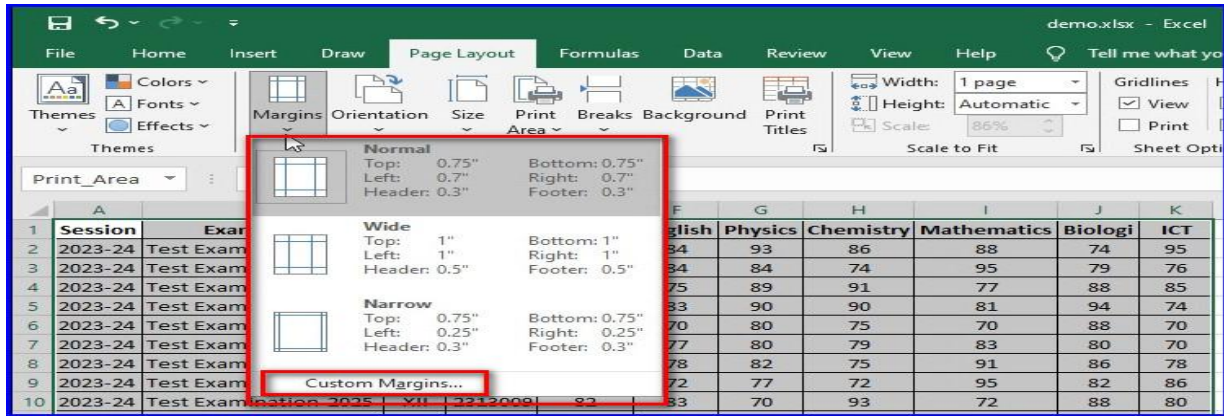 demo.xlsx - Excel
File Home Insert Draw Page Layout Formulas Data Review View Help Tell me what yo
Aa Colors Width: 1 page Gridlines
A Fonts Height: Automatic View
Themes Effects Margins Orientation Size Print Area Breaks Background Print Titles Scale: 86% Print
Themes Scale to Fit Sheet Opti
Normal
Top: 0.75" Bottom: 0.75"
Left: 0.7" Right: 0.7"
Header: 0.3" Footer: 0.3"
Wide
Top: 1" Bottom: 1"
Left: 1" Right: 1"
Header: 0.5" Footer: 0.5"
Narrow
Top: 0.75" Bottom: 0.75"
Left: 0.25" Right: 0.25"
Header: 0.3" Footer: 0.3"
Custom Margins...
Print_Area
A F G H I J K
1 Session Exar glish Physics Chemistry Mathematics Biologi ICT
2 2023-24 Test Exam 84 93 86 88 74 95
3 2023-24 Test Exam 84 84 74 95 79 76
4 2023-24 Test Exam 75 89 91 77 88 85
5 2023-24 Test Exam 83 90 90 81 94 74
6 2023-24 Test Exam 70 80 75 70 88 70
7 2023-24 Test Exam 77 80 79 83 80 70
8 2023-24 Test Exam 78 82 75 91 86 78
9 2023-24 Test Exam 72 77 72 95 82 86
10 2023-24 Test Examination 2025 XII 2313009 82 83 70 93 72 88 80